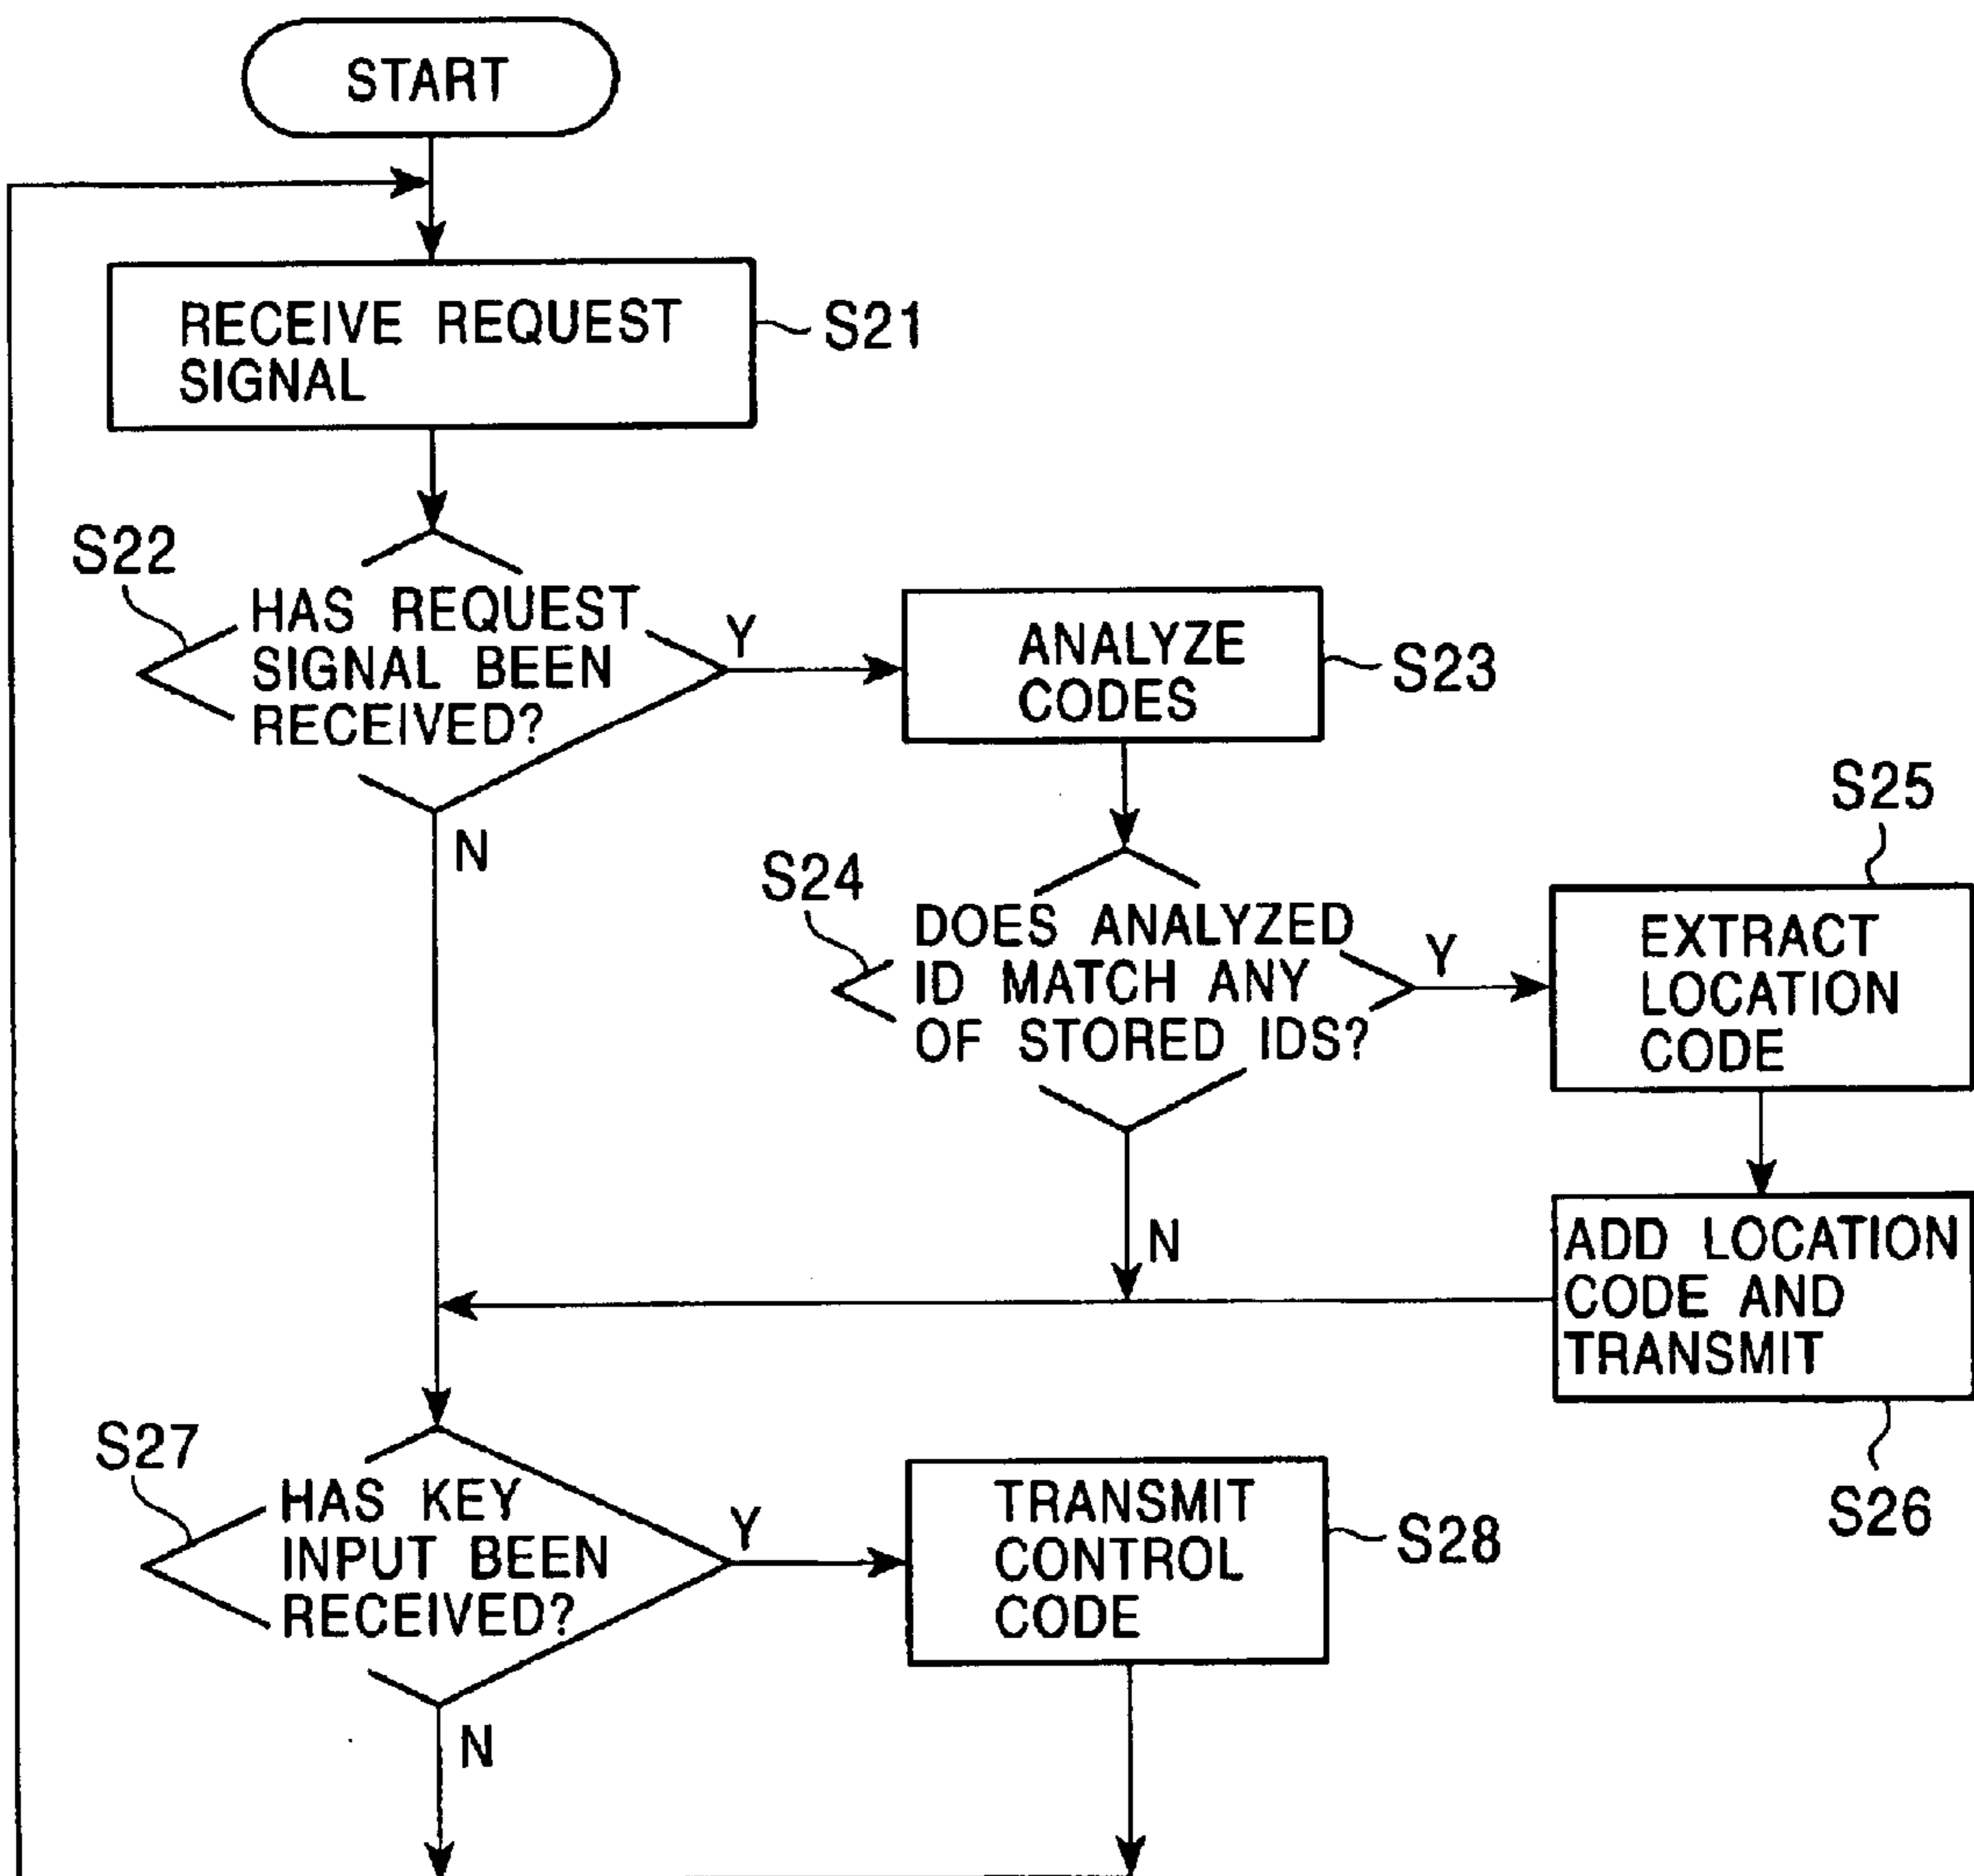 START
RECEIVE REQUEST
SIGNAL
S21
S22
HAS REQUEST
SIGNAL BEEN
RECEIVED?
Y
N
ANALYZE
CODES
S23
S24
DOES ANALYZED
ID MATCH ANY
OF STORED IDS?
Y
N
S25
EXTRACT
LOCATION
CODE
ADD LOCATION
CODE AND
TRANSMIT
S26
S27
HAS KEY
INPUT BEEN
RECEIVED?
Y
N
TRANSMIT
CONTROL
CODE
S28